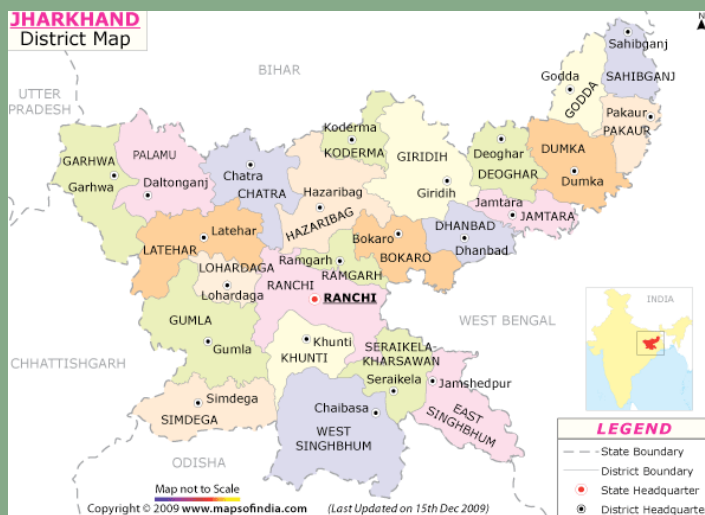 JHARKHAND
District Map
N
BIHAR
UTTER
PRADESH
Sahibganj
SAHIBGANJ
Godda
GODDA
Pakaur
PAKAUR
Koderma
KODERMA
GIRIDIH
Giridih
Deoghar
DEOGHAR
DUMKA
Dumka
GARHWA
Garhwa
PALAMU
Daltonganj
Chatra
CHATRA
Hazaribag
HAZARIBAG
Jamtara
JAMTARA
Latehar
LATEHAR
Bokaro
BOKARO
DHANBAD
Dhanbad
LOHARDAGA
Lohardaga
Ramgarh
RAMGARH
RANCHI
RANCHI
INDIA
GUMLA
Gumla
Khunti
KHUNTI
WEST BENGAL
SERAIKELA-
KHARSAWAN
Seraikela
Jamshedpur
CHHATTISHGARH
Simdega
SIMDEGA
Chaibasa
WEST
SINGHBHUM
EAST
SINGHBHUM
ODISHA
LEGEND
State Boundary
District Boundary
State Headquarter
District Headquarte
Map not to Scale
Copyright © 2009 www.mapsofindia.com (Last Updated on 15th Dec 2009)